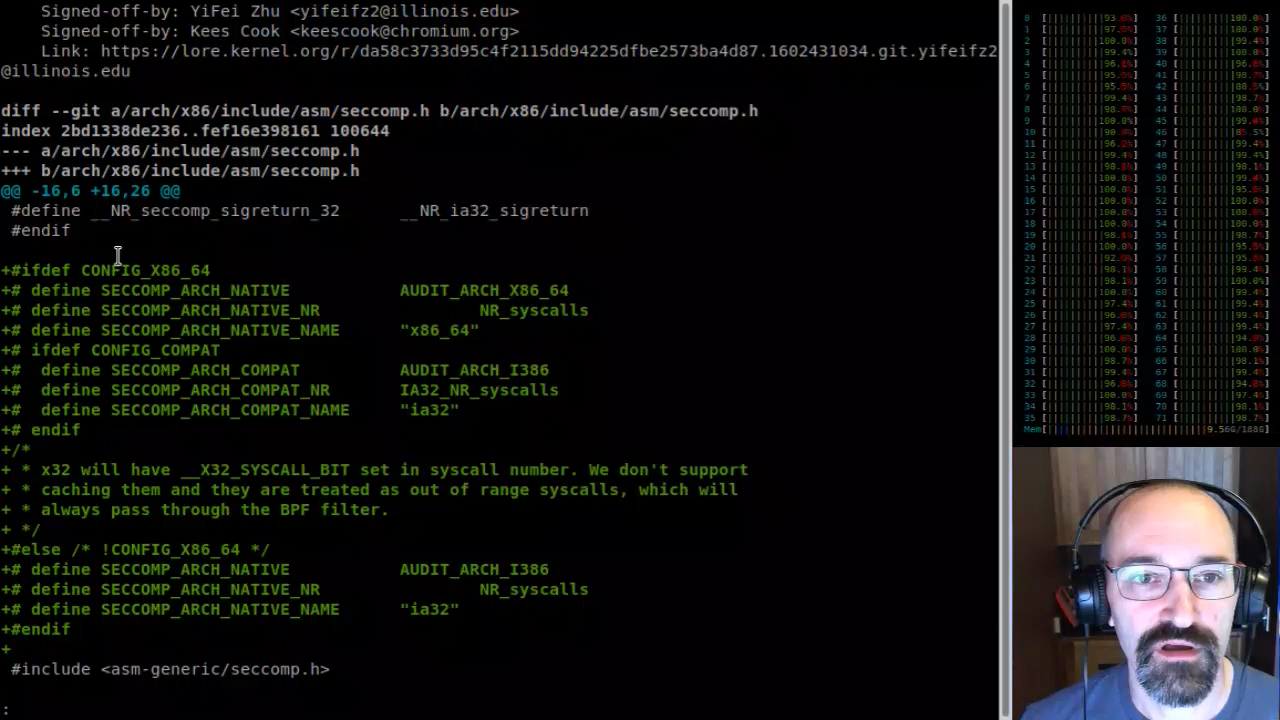 Signed-off-by: YiFei Zhu <yifeifz2@illinois.edu>
Signed-off-by: Kees Cook <keescook@chromium.org>
Link: https://lore.kernel.org/r/da58c3733d95c4f2115dd94225dfbe2573ba4d87.1602431034.git.yifeifz2
@illinois.edu
diff --git a/arch/x86/include/asm/seccomp.h b/arch/x86/include/asm/seccomp.h
index 2bd1338de236..fef16e398161 100644
--- a/arch/x86/include/asm/seccomp.h
+++ b/arch/x86/include/asm/seccomp.h
@@ -16,6 +16,26 @@
#define __NR_seccomp_sigreturn_32 __NR_ia32_sigreturn
#endif
+#ifdef CONFIG_X86_64
+# define SECCOMP_ARCH_NATIVE AUDIT_ARCH_X86_64
+# define SECCOMP_ARCH_NATIVE_NR NR_syscalls
+# define SECCOMP_ARCH_NATIVE_NAME "x86_64"
+# ifdef CONFIG_COMPAT
+#  define SECCOMP_ARCH_COMPAT AUDIT_ARCH_I386
+#  define SECCOMP_ARCH_COMPAT_NR IA32_NR_syscalls
+#  define SECCOMP_ARCH_COMPAT_NAME "ia32"
+# endif
+/*
+ * x32 will have __X32_SYSCALL_BIT set in syscall number. We don't support
+ * caching them and they are treated as out of range syscalls, which will
+ * always pass through the BPF filter.
+ */
+#else /* !CONFIG_X86_64 */
+# define SECCOMP_ARCH_NATIVE AUDIT_ARCH_I386
+# define SECCOMP_ARCH_NATIVE_NR NR_syscalls
+# define SECCOMP_ARCH_NATIVE_NAME "ia32"
+#endif
+
#include <asm-generic/seccomp.h>
:
Mem[ 9.56G/188G]